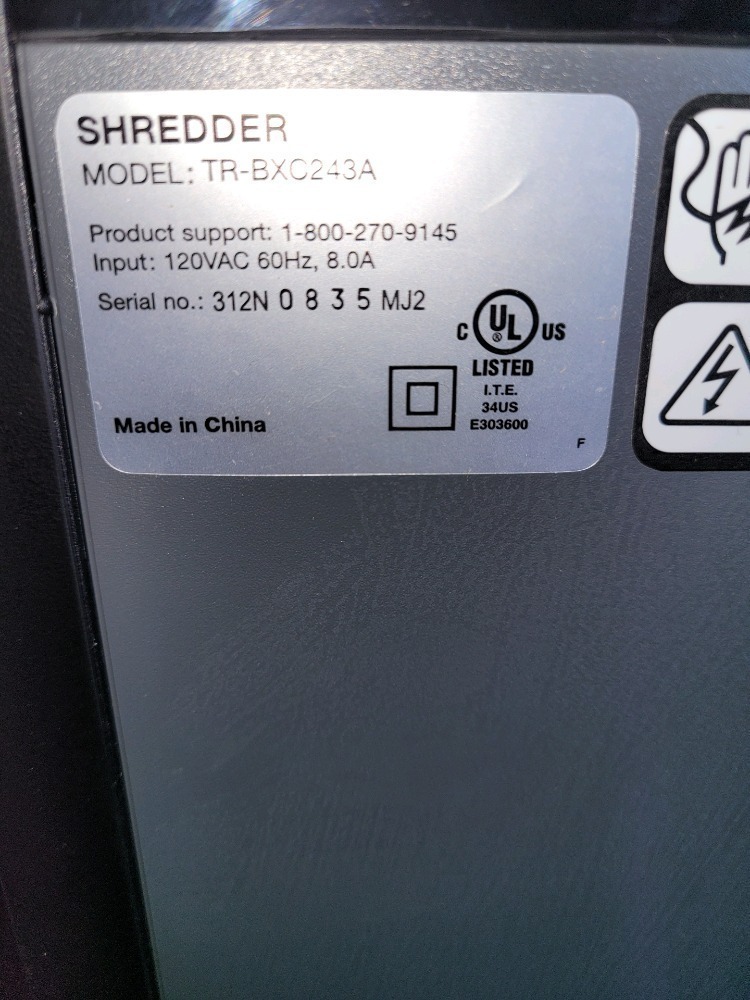 SHREDDER
MODEL: TR-BXC243A
Product support: 1-800-270-9145
Input: 120VAC 60Hz, 8.0A
Serial no.: 312N 0 8 3 5 MJ2
C UL ® US
LISTED
I.T.E.
34US
E303600
Made in China
F